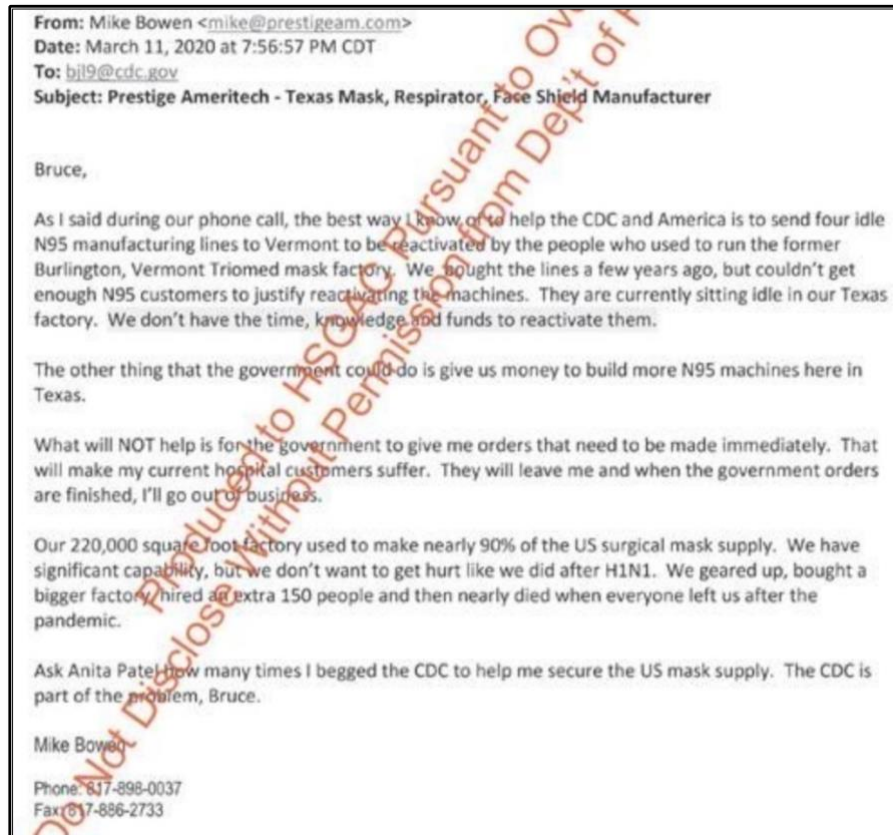 From: Mike Bowen <mike@prestigeam.com>
Date: March 11, 2020 at 7:56:57 PM CDT
To: bjl9@cdc.gov
Subject: Prestige Ameritech - Texas Mask, Respirator, Face Shield Manufacturer
Bruce,
As I said during our phone call, the best way I know of to help the CDC and America is to send four idle
N95 manufacturing lines to Vermont to be reactivated by the people who used to run the former
Burlington, Vermont Triomed mask factory. We bought the lines a few years ago, but couldn't get
enough N95 customers to justify reactivating the machines. They are currently sitting idle in our Texas
factory. We don't have the time, knowledge and funds to reactivate them.
The other thing that the government could do is give us money to build more N95 machines here in
Texas.
What will NOT help is for the government to give me orders that need to be made immediately. That
will make my current hospital customers suffer. They will leave me and when the government orders
are finished, I'll go out of business.
Our 220,000 square foot factory used to make nearly 90% of the US surgical mask supply. We have
significant capability, but we don't want to get hurt like we did after H1N1. We geared up, bought a
bigger factory, hired an extra 150 people and then nearly died when everyone left us after the
pandemic.
Ask Anita Patel how many times I begged the CDC to help me secure the US mask supply. The CDC is
part of the problem, Bruce.
Mike Bowen
Phone: 817-898-0037
Fax: 817-886-2733
Produced to HSGAC Pursuant to Ove
Do Not Disclose Without Permission from Dep't of